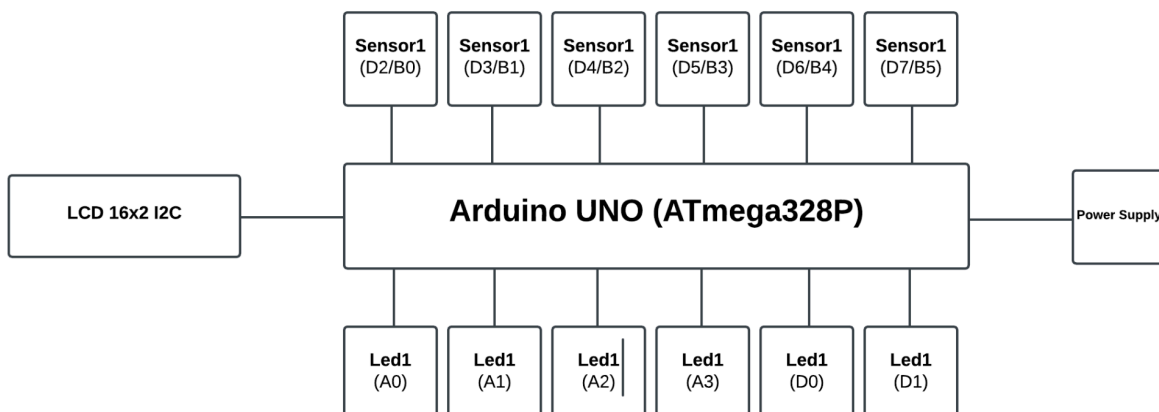 Sensor1
(D2/B0)
Sensor1
(D3/B1)
Sensor1
(D4/B2)
Sensor1
(D5/B3)
Sensor1
(D6/B4)
Sensor1
(D7/B5)
LCD 16x2 I2C
Arduino UNO (ATmega328P)
Power Supply
Led1
(A0)
Led1
(A1)
Led1
(A2)
Led1
(A3)
Led1
(D0)
Led1
(D1)